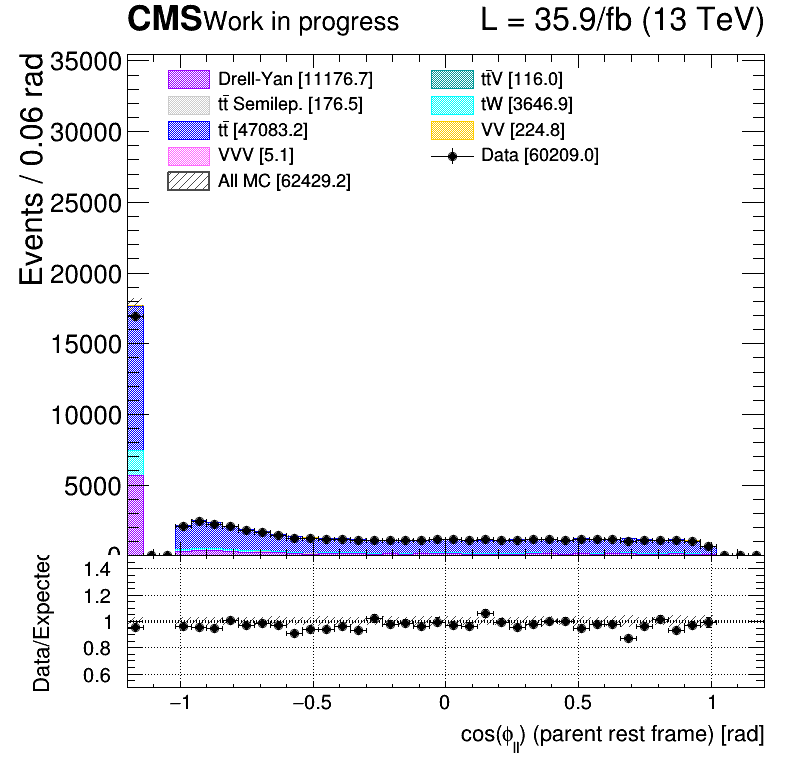 CMS Work in progress L = 35.9/fb (13 TeV)
Events / 0.06 rad
35000
30000
25000
20000
15000
10000
5000
0
Drell-Yan [11176.7]
tt̄ Semilep. [176.5]
tt̄ [47083.2]
VVV [5.1]
All MC [62429.2]
tt̄V [116.0]
tW [3646.9]
VV [224.8]
Data [60209.0]
Data/Expected
1.4
1.2
1
0.8
0.6
−1 −0.5 0 0.5 1
cos(ϕ_ll) (parent rest frame) [rad]